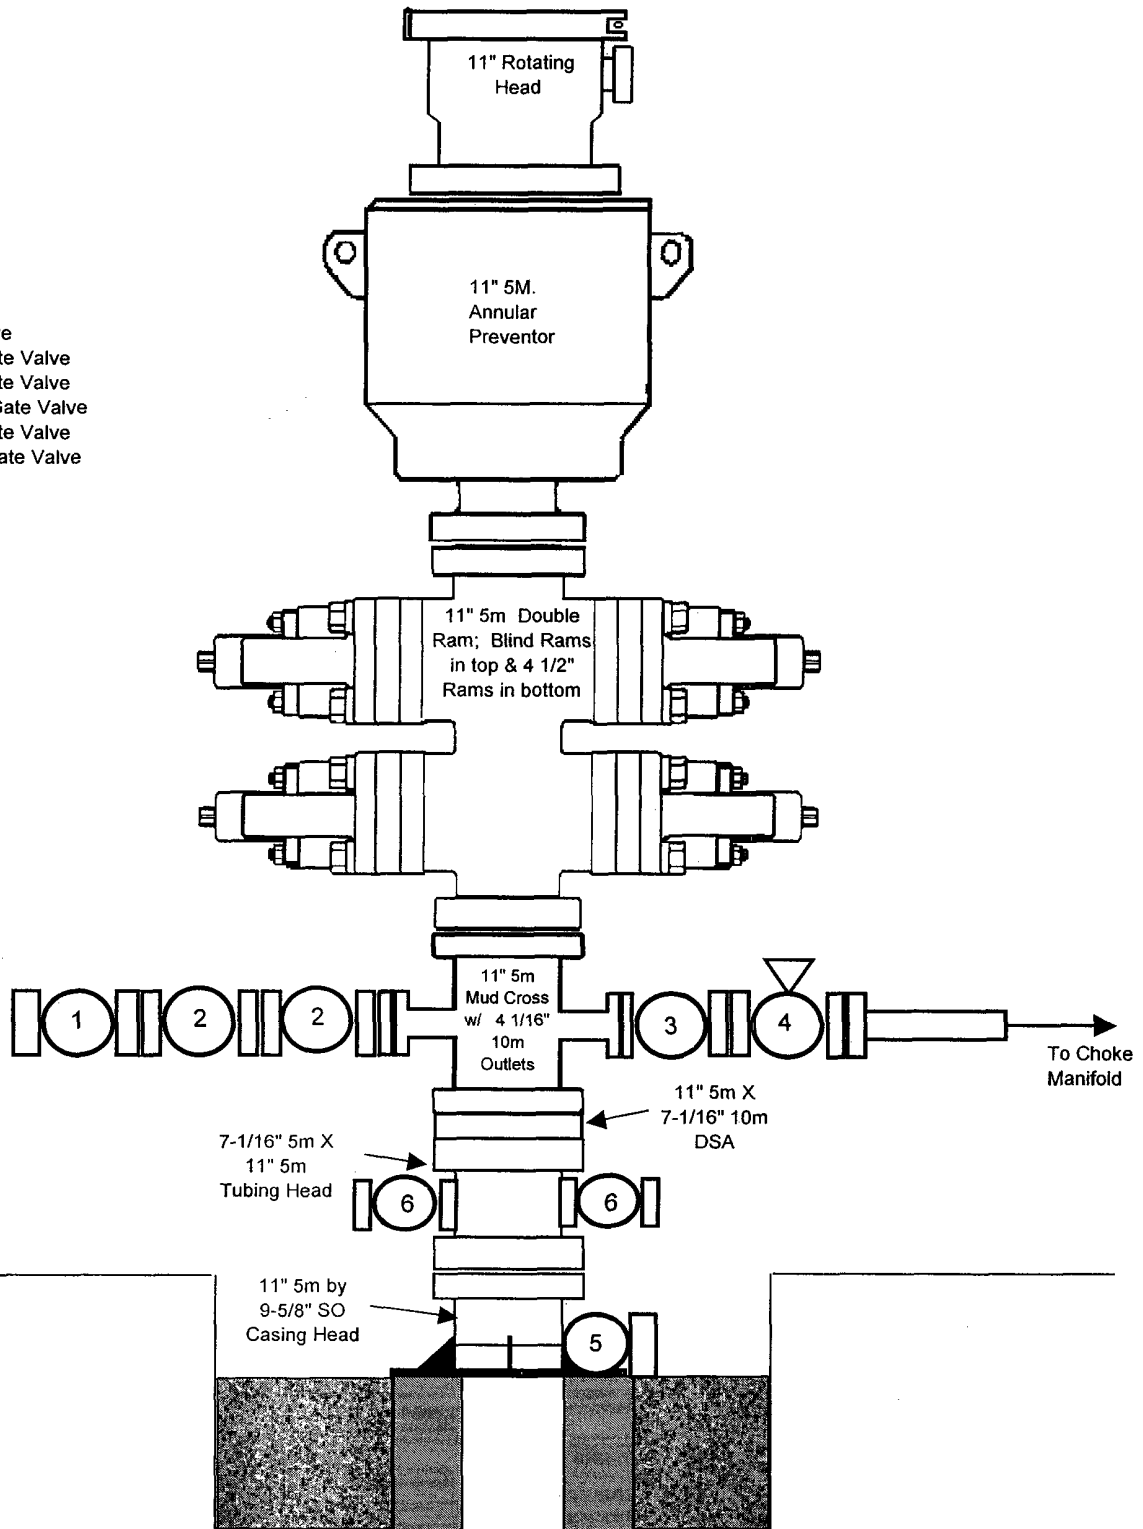 11" Rotating
Head
11" 5M.
Annular
Preventor
te Valve
te Valve
Gate Valve
te Valve
ate Valve
11" 5m Double
Ram; Blind Rams
in top & 4 1/2"
Rams in bottom
11" 5m
Mud Cross
w/ 4 1/16"
10m
Outlets
1
2
2
3
4
To Choke
Manifold
11" 5m X
7-1/16" 10m
DSA
7-1/16" 5m X
11" 5m
Tubing Head
6
6
11" 5m by
9-5/8" SO
Casing Head
5